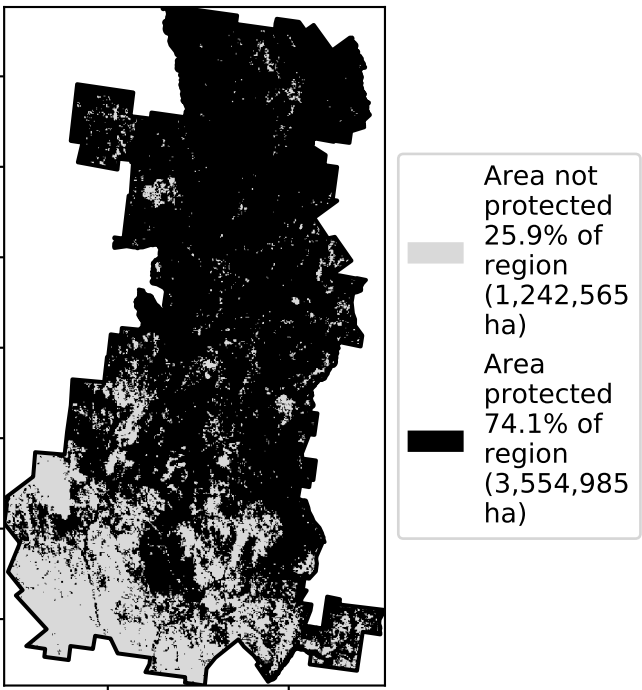 Area not
protected
25.9% of
region
(1,242,565
ha)
Area
protected
74.1% of
region
(3,554,985
ha)